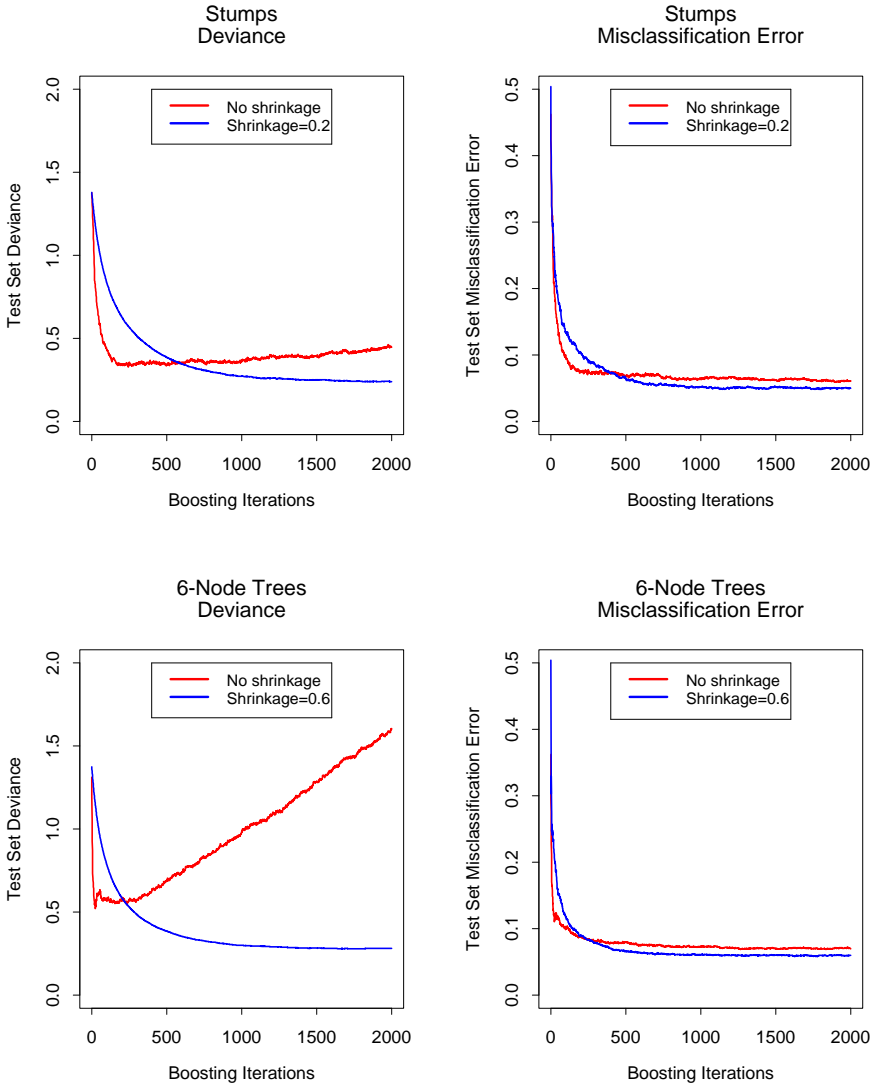 Stumps
Deviance
Test Set Deviance
2.0
1.5
1.0
0.5
0.0
No shrinkage
Shrinkage=0.2
0 500 1000 1500 2000
Boosting Iterations
Stumps
Misclassification Error
Test Set Misclassification Error
0.5
0.4
0.3
0.2
0.1
0.0
No shrinkage
Shrinkage=0.2
0 500 1000 1500 2000
Boosting Iterations
6-Node Trees
Deviance
Test Set Deviance
2.0
1.5
1.0
0.5
0.0
No shrinkage
Shrinkage=0.6
0 500 1000 1500 2000
Boosting Iterations
6-Node Trees
Misclassification Error
Test Set Misclassification Error
0.5
0.4
0.3
0.2
0.1
0.0
No shrinkage
Shrinkage=0.6
0 500 1000 1500 2000
Boosting Iterations